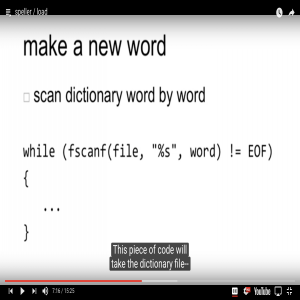 speller / load
make a new word
scan dictionary word by word
while (fscanf(file, "%s", word) != EOF)
{
...
}
This piece of code will
take the dictionary file--
7:16 / 15:25
YouTube